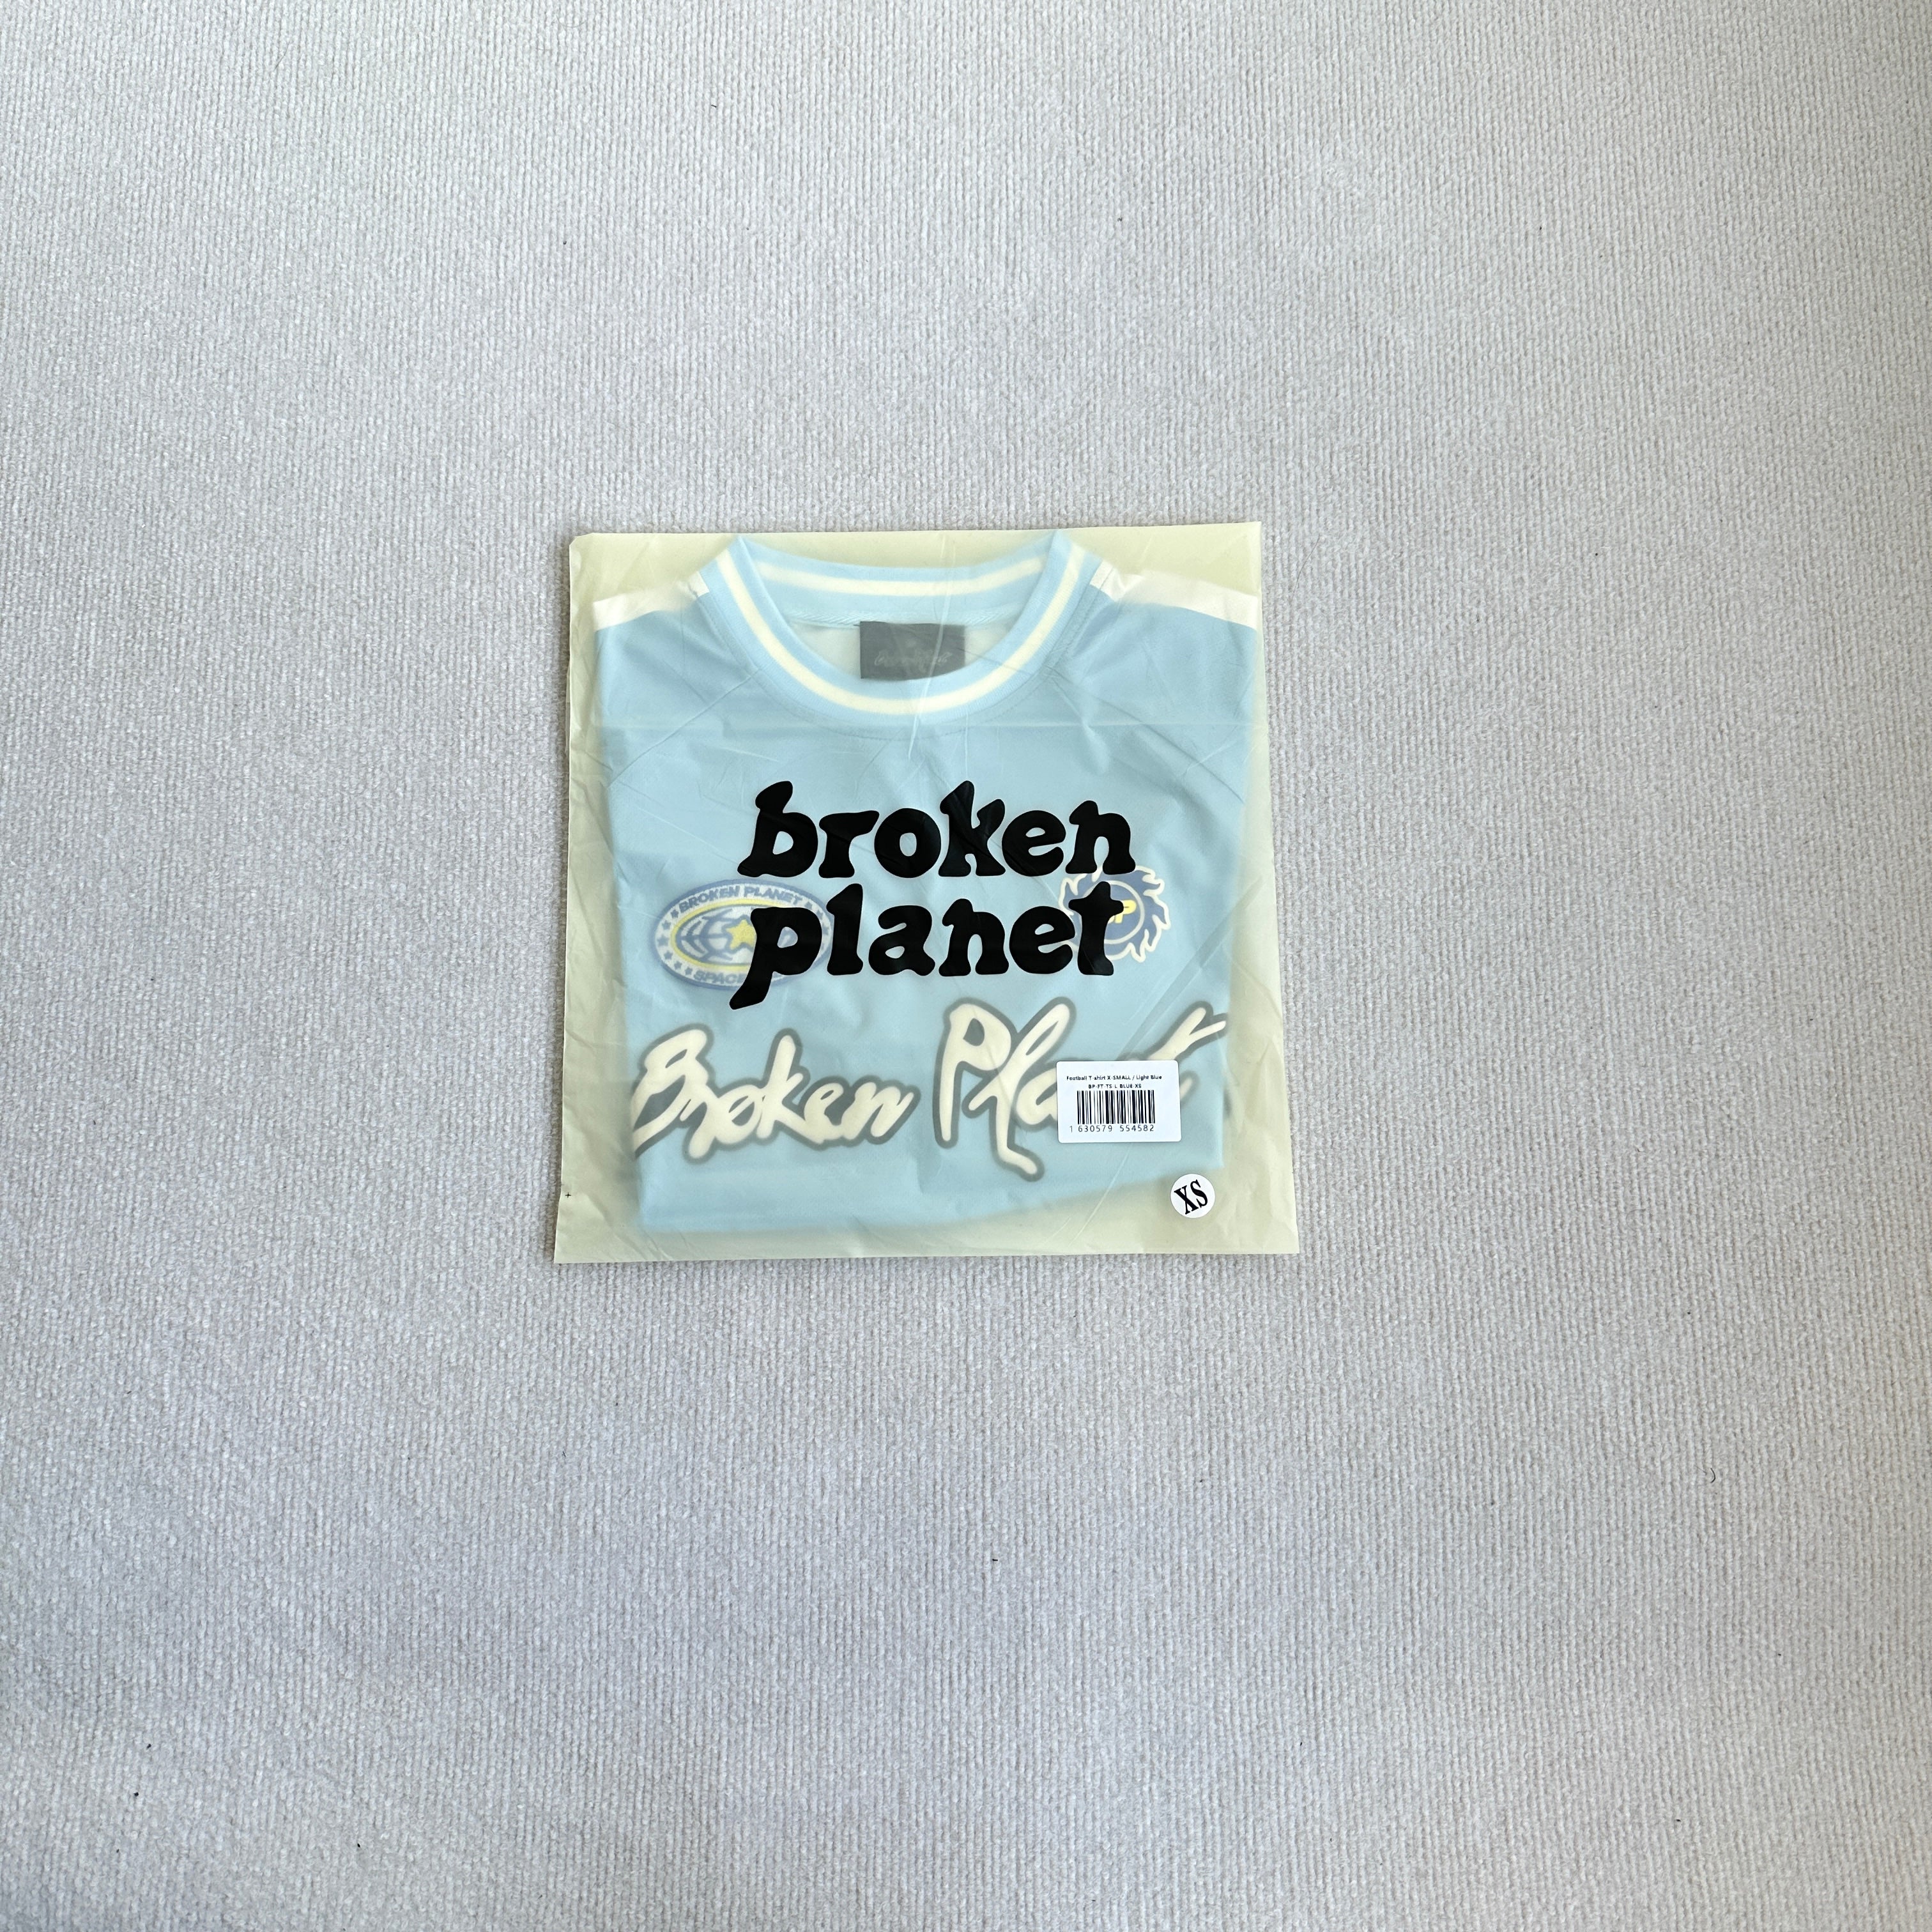 broken
planet
BROKEN PLANET
SPACE
P
Broken Planet
Football T-shirt X-SMALL / Light Blue
BP-FT-TS L BLUE XS
1 630579 554582
XS